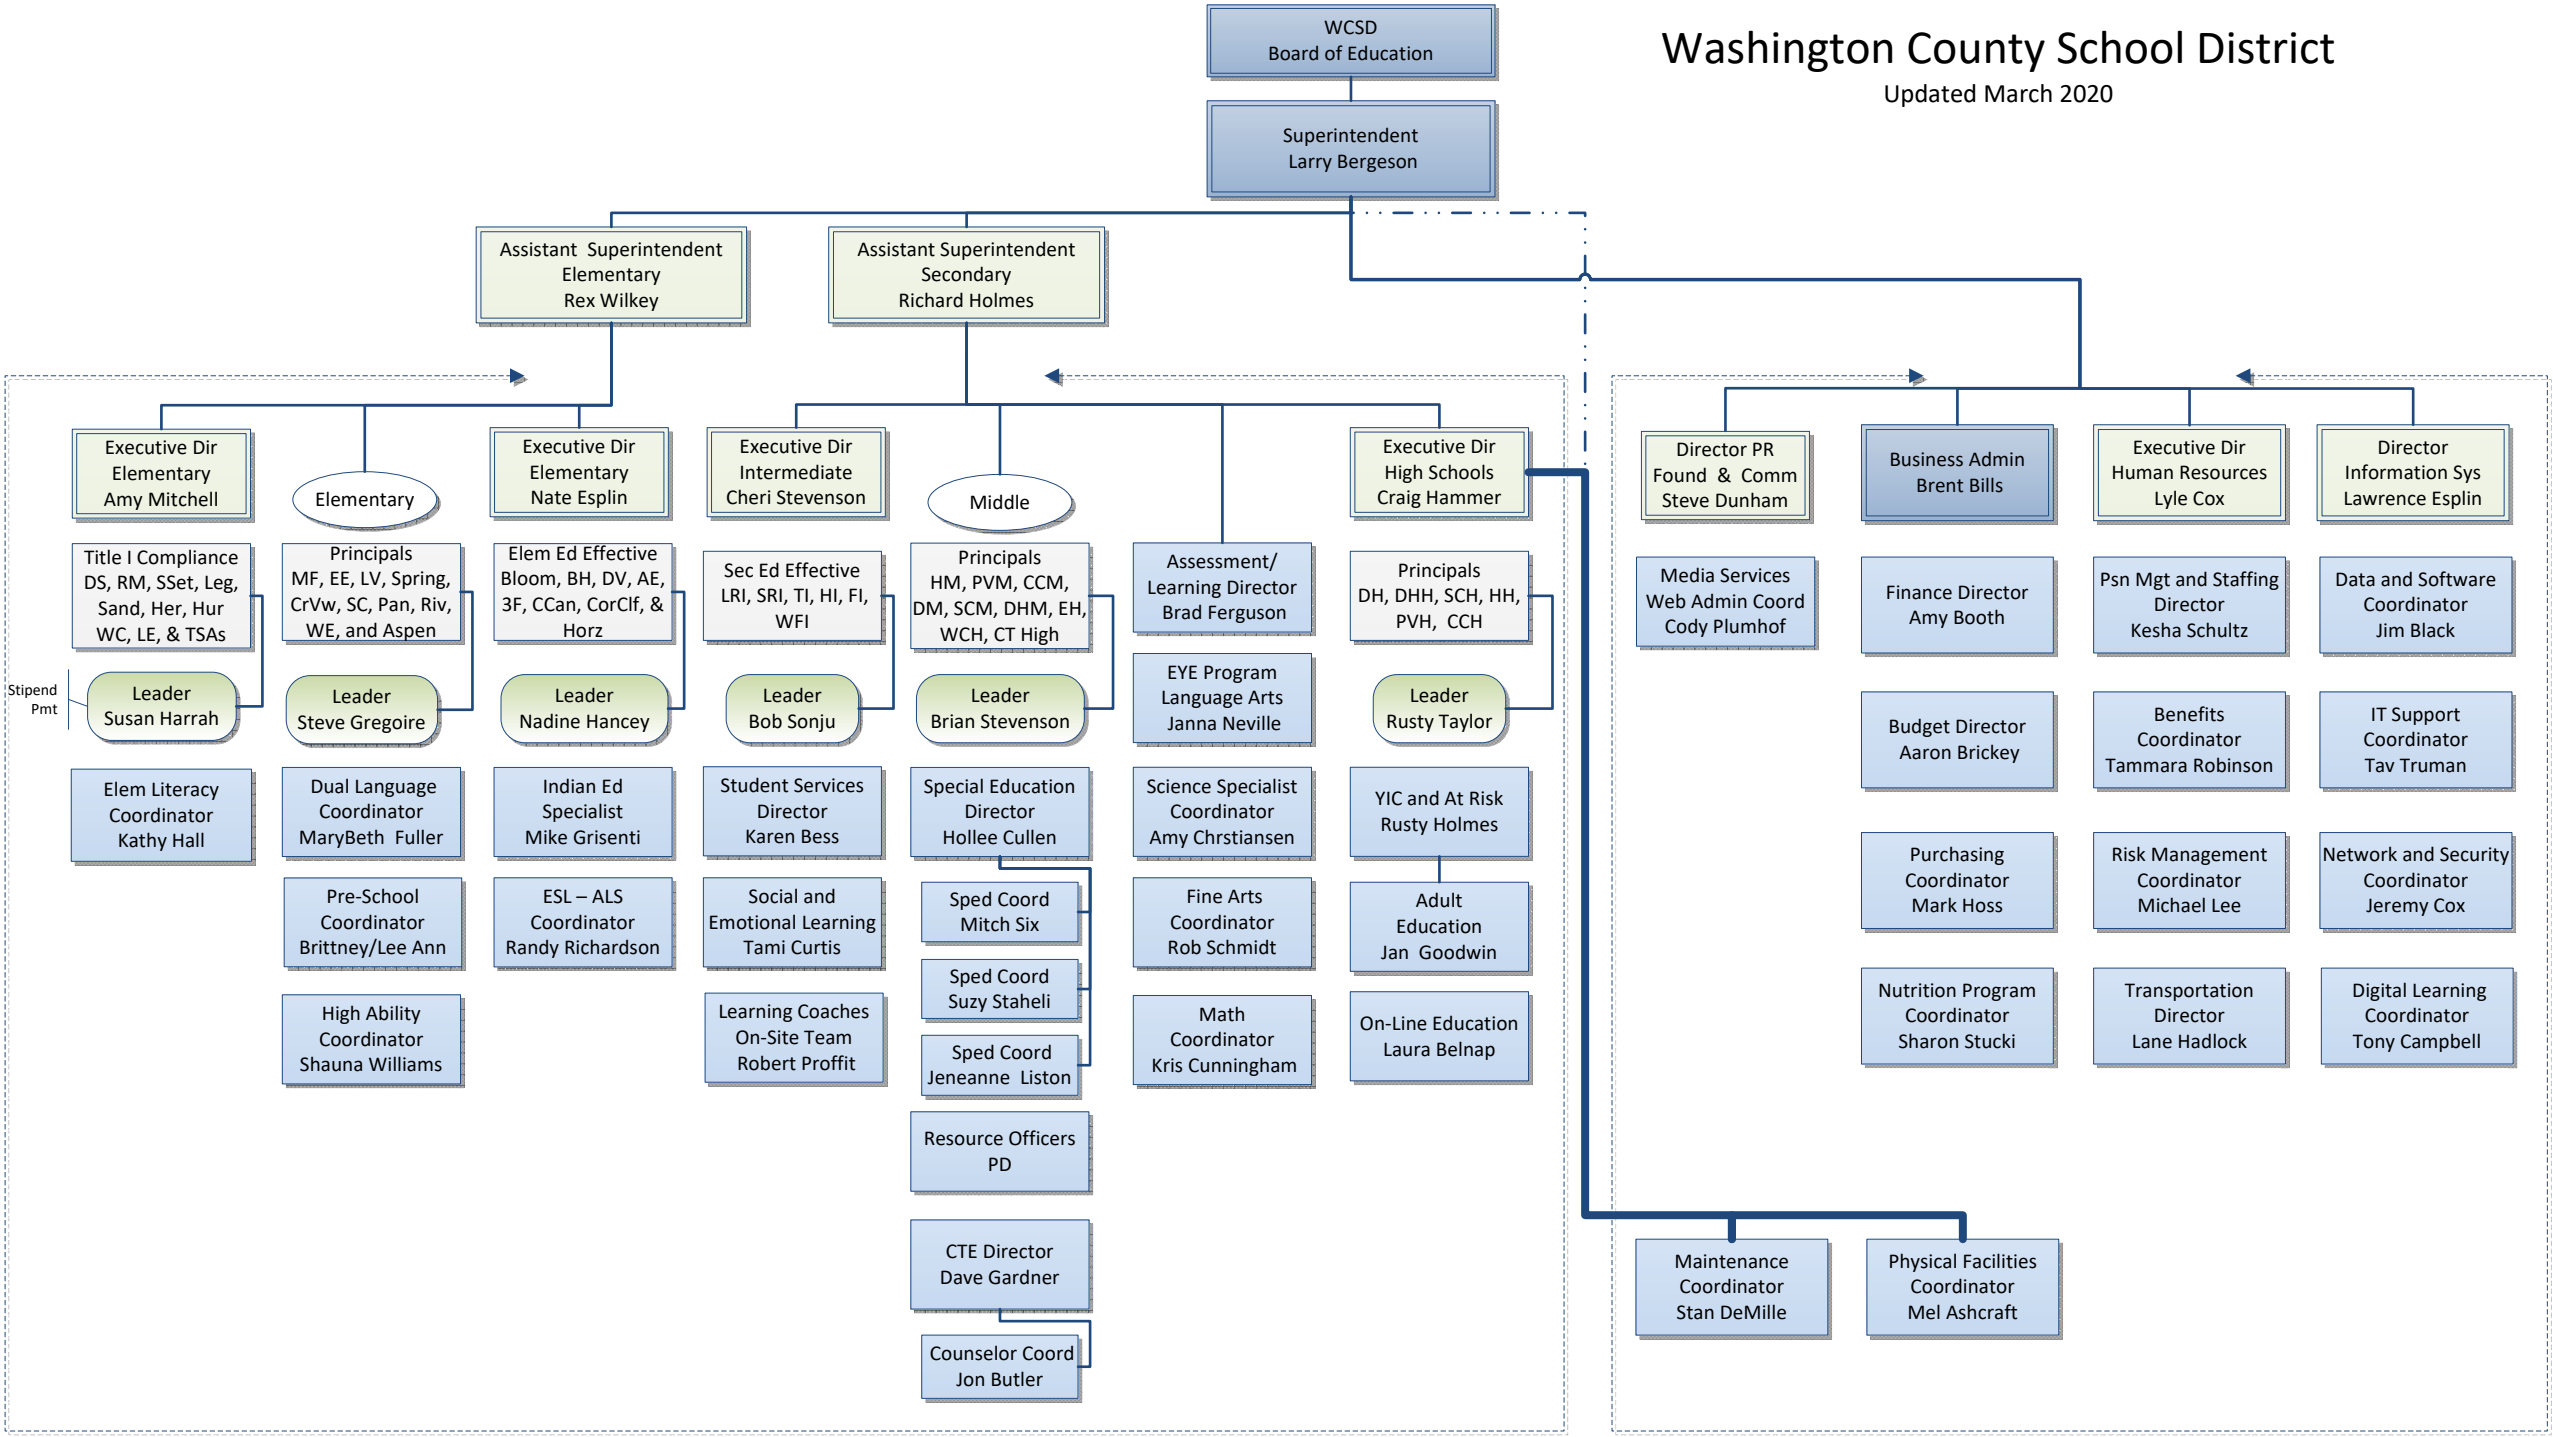 WCSD
Board of Education
Washington County School District
Updated March 2020
Superintendent
Larry Bergeson
Assistant  Superintendent
Elementary
Rex Wilkey
Assistant Superintendent
Secondary
Richard Holmes
Executive Dir
Elementary
Amy Mitchell
Elementary
Executive Dir
Elementary
Nate Esplin
Executive Dir
Intermediate
Cheri Stevenson
Middle
Executive Dir
High Schools
Craig Hammer
Director PR
Found  &  Comm
Steve Dunham
Business Admin
Brent Bills
Executive Dir
Human Resources
Lyle Cox
Director
Information Sys
Lawrence Esplin
Title I Compliance
DS, RM, SSet, Leg,
Sand, Her, Hur
WC, LE, & TSAs
Principals
MF, EE, LV, Spring,
CrVw, SC, Pan, Riv,
WE, and Aspen
Elem Ed Effective
Bloom, BH, DV, AE,
3F, CCan, CorClf, &
Horz
Sec Ed Effective
LRI, SRI, TI, HI, FI,
WFI
Principals
HM, PVM, CCM,
DM, SCM, DHM, EH,
WCH, CT High
Assessment/
Learning Director
Brad Ferguson
Principals
DH, DHH, SCH, HH,
PVH,  CCH
Media Services
Web Admin Coord
Cody Plumhof
Finance Director
Amy Booth
Psn Mgt and Staffing
Director
Kesha Schultz
Data and Software
Coordinator
Jim Black
Stipend
Pmt
Leader
Susan Harrah
Leader
Steve Gregoire
Leader
Nadine Hancey
Leader
Bob Sonju
Leader
Brian Stevenson
EYE Program
Language Arts
Janna Neville
Leader
Rusty Taylor
Budget Director
Aaron Brickey
Benefits
Coordinator
Tammara Robinson
IT Support
Coordinator
Tav Truman
Elem Literacy
Coordinator
Kathy Hall
Dual Language
Coordinator
MaryBeth  Fuller
Indian Ed
Specialist
Mike Grisenti
Student Services
Director
Karen Bess
Special Education
Director
Hollee Cullen
Science Specialist
Coordinator
Amy Chrstiansen
YIC and At Risk
Rusty Holmes
Purchasing
Coordinator
Mark Hoss
Risk Management
Coordinator
Michael Lee
Network and Security
Coordinator
Jeremy Cox
Pre-School
Coordinator
Brittney/Lee Ann
ESL – ALS
Coordinator
Randy Richardson
Social and
Emotional Learning
Tami Curtis
Sped Coord
Mitch Six
Fine Arts
Coordinator
Rob Schmidt
Adult
Education
Jan  Goodwin
Sped Coord
Suzy Staheli
Nutrition Program
Coordinator
Sharon Stucki
Transportation
Director
Lane Hadlock
Digital Learning
Coordinator
Tony Campbell
High Ability
Coordinator
Shauna Williams
Learning Coaches
On-Site Team
Robert Proffit
Sped Coord
Jeneanne  Liston
Math
Coordinator
Kris Cunningham
On-Line Education
Laura Belnap
Resource Officers
PD
CTE Director
Dave Gardner
Counselor Coord
Jon Butler
Maintenance
Coordinator
Stan DeMille
Physical Facilities
Coordinator
Mel Ashcraft